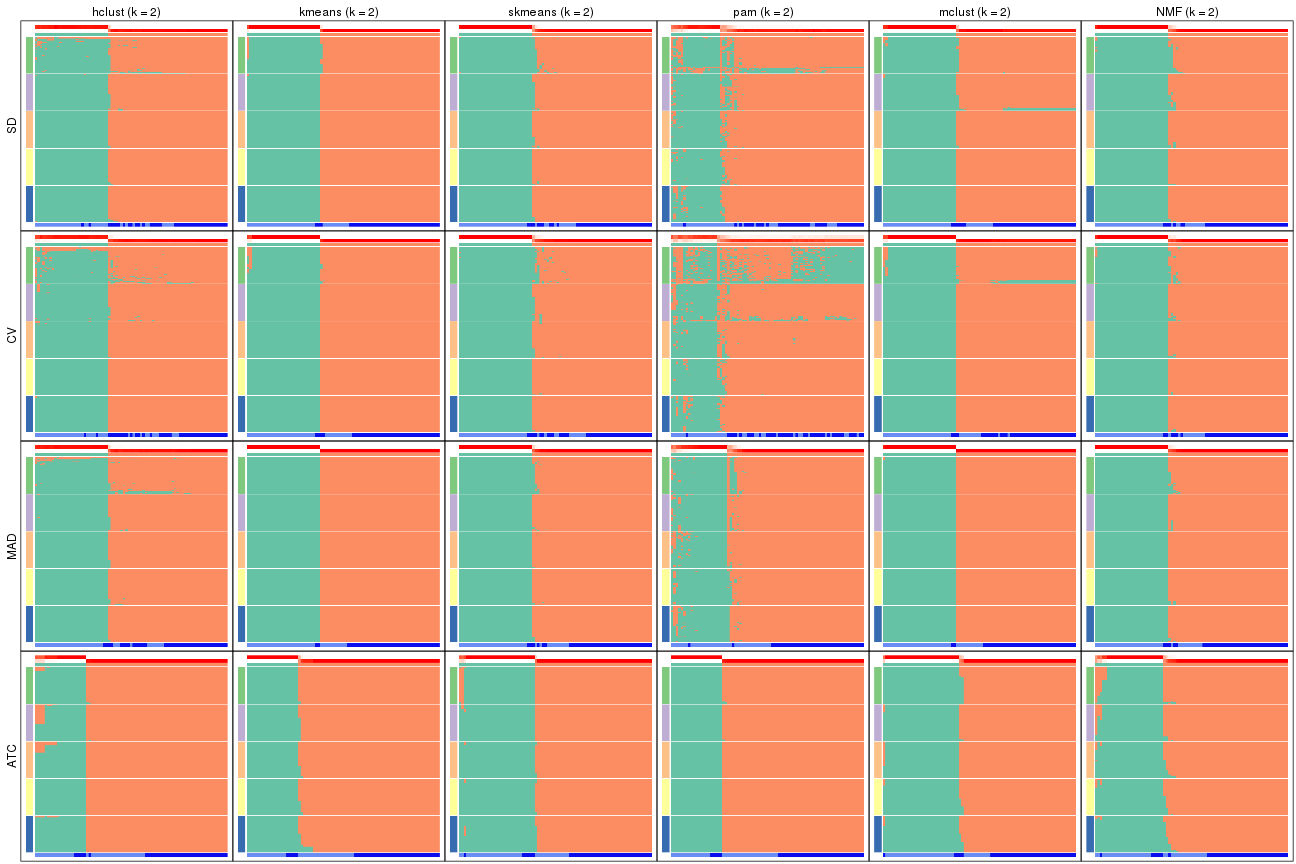 hclust (k = 2)
kmeans (k = 2)
skmeans (k = 2)
pam (k = 2)
mclust (k = 2)
NMF (k = 2)
SD
CV
MAD
ATC